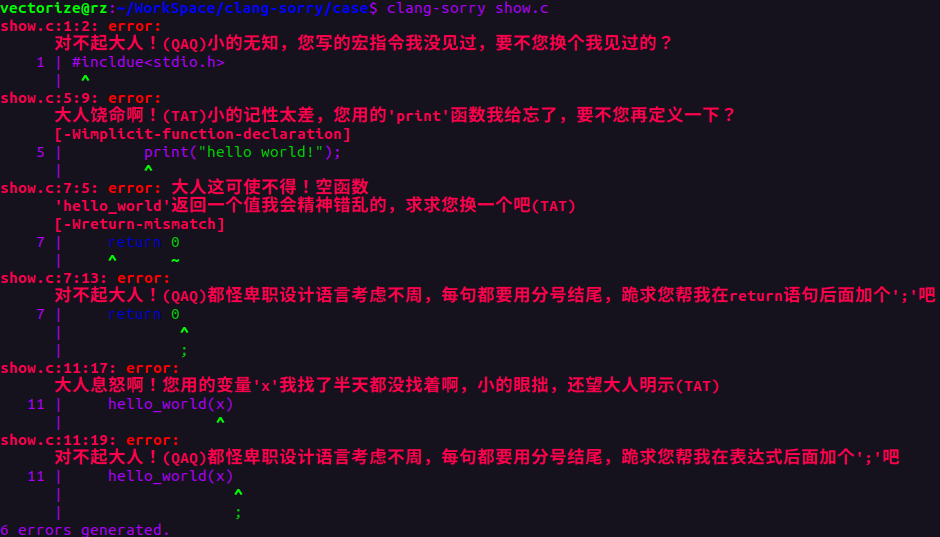 vectorize@rz:~/WorkSpace/clang-sorry/case$ clang-sorry show.c
show.c:1:2: error:
对不起大人！(QAQ)小的无知，您写的宏指令我没见过，要不您换个我见过的？
1 | #incldue<stdio.h>
|  ^
show.c:5:9: error:
大人饶命啊！(TAT)小的记性太差，您用的'print'函数我给忘了，要不您再定义一下？
[-Wimplicit-function-declaration]
5 |         print("hello world!");
|         ^
show.c:7:5: error: 大人这可使不得！空函数
'hello_world'返回一个值我会精神错乱的，求求您换一个吧(TAT)
[-Wreturn-mismatch]
7 |     return 0
|     ^      ~
show.c:7:13: error:
对不起大人！(QAQ)都怪卑职设计语言考虑不周，每句都要用分号结尾，跪求您帮我在return语句后面加个';'吧
7 |     return 0
|             ^
|             ;
show.c:11:17: error:
大人息怒啊！您用的变量'x'我找了半天都没找着啊，小的眼拙，还望大人明示(TAT)
11 |     hello_world(x)
|                 ^
show.c:11:19: error:
对不起大人！(QAQ)都怪卑职设计语言考虑不周，每句都要用分号结尾，跪求您帮我在表达式后面加个';'吧
11 |     hello_world(x)
|                   ^
|                   ;
6 errors generated.